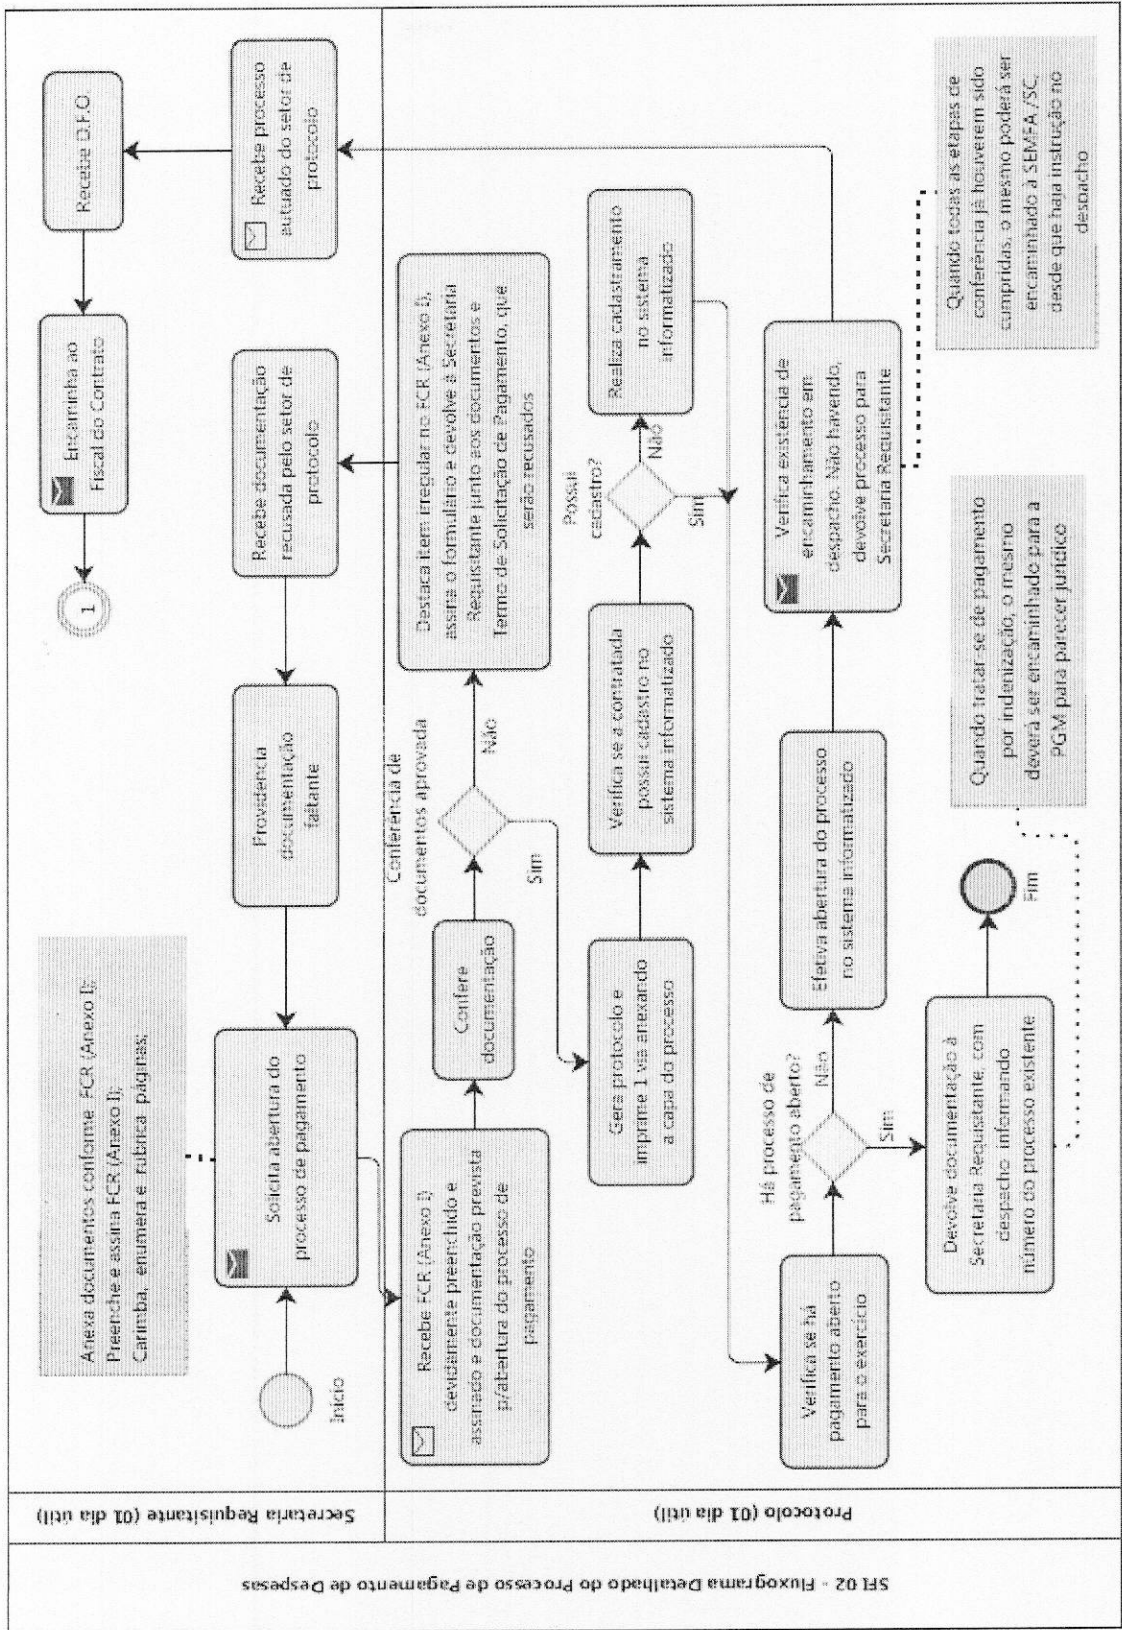 SFI 02 - Fluxograma Detalhado do Processo de Pagamento de Despesas
Secretaria Requisitante (01 dia útil)
Anexa documentos conforme FCR (Anexo I);
Preenche e assina FCR (Anexo I);
Carimba, enumera e rubrica páginas;
Início
Solicita abertura do
processo de pagamento
Providencia
documentação
faltante
Recebe documentação
recusada pelo setor de
protocolo
Recebe processo
autuado do setor de
protocolo
Recebe D.F.O.
Encaminha ao
Fiscal do Contrato
1
Protocolo (01 dia útil)
Recebe FCR (Anexo I)
devidamente preenchido e
assinado e documentação prevista
p/abertura do processo de
pagamento
Confere
documentação
Conferência de
documentos aprovada
Não
Sim
Destaca item irregular no FCR (Anexo I),
assina o formulário e devolve à Secretaria
Requisitante junto aos documentos e
Termo de Solicitação de Pagamento, que
serão recusados
Gera protocolo e
imprime 1 via anexando
a capa do processo
Verifica se a contratada
possui cadastro no
sistema informatizado
Possui
cadastro?
Não
Sim
Realiza cadastramento
no sistema
informatizado
Verifica se há
pagamento aberto
para o exercício
Há processo de
pagamento aberto?
Não
Sim
Efetiva abertura do processo
no sistema informatizado
Verifica existência de
encaminhamento em
despacho. Não havendo,
devolve processo para
Secretaria Requisitante
Devolve documentação à
Secretaria Requisitante, com
despacho informando
número do processo existente
Fim
Quando tratar-se de pagamento
por indenização, o mesmo
deverá ser encaminhado para a
PGM para parecer jurídico
Quando todas as etapas de
conferência já houverem sido
cumpridas, o mesmo poderá ser
encaminhado à SEMFA /SC,
desde que haja instrução no
despacho